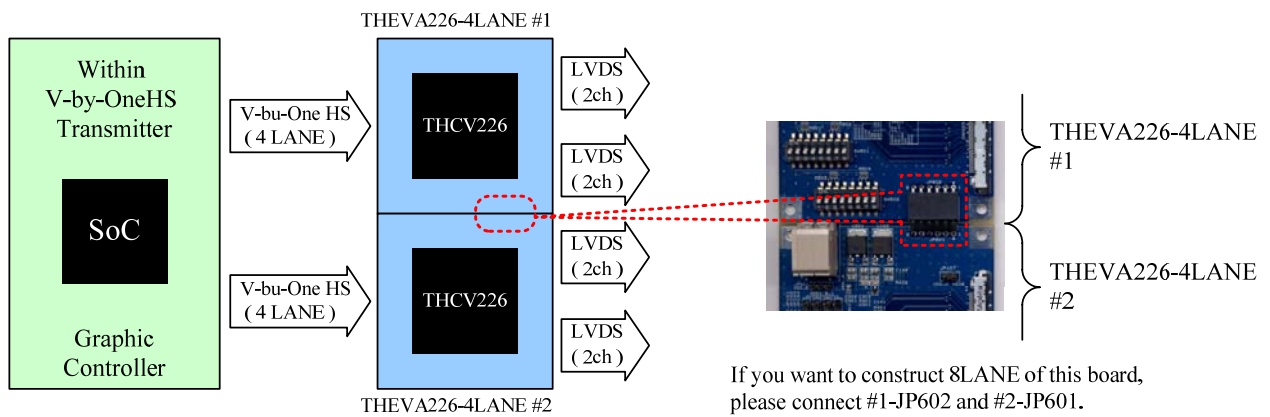 THEVA226-4LANE #1
Within
V-by-OneHS
Transmitter
SoC
Graphic
Controller
V-bu-One HS
( 4 LANE )
V-bu-One HS
( 4 LANE )
THCV226
THCV226
LVDS
( 2ch )
LVDS
( 2ch )
LVDS
( 2ch )
LVDS
( 2ch )
THEVA226-4LANE #2
THEVA226-4LANE
#1
THEVA226-4LANE
#2
If you want to construct 8LANE of this board,
please connect #1-JP602 and #2-JP601.